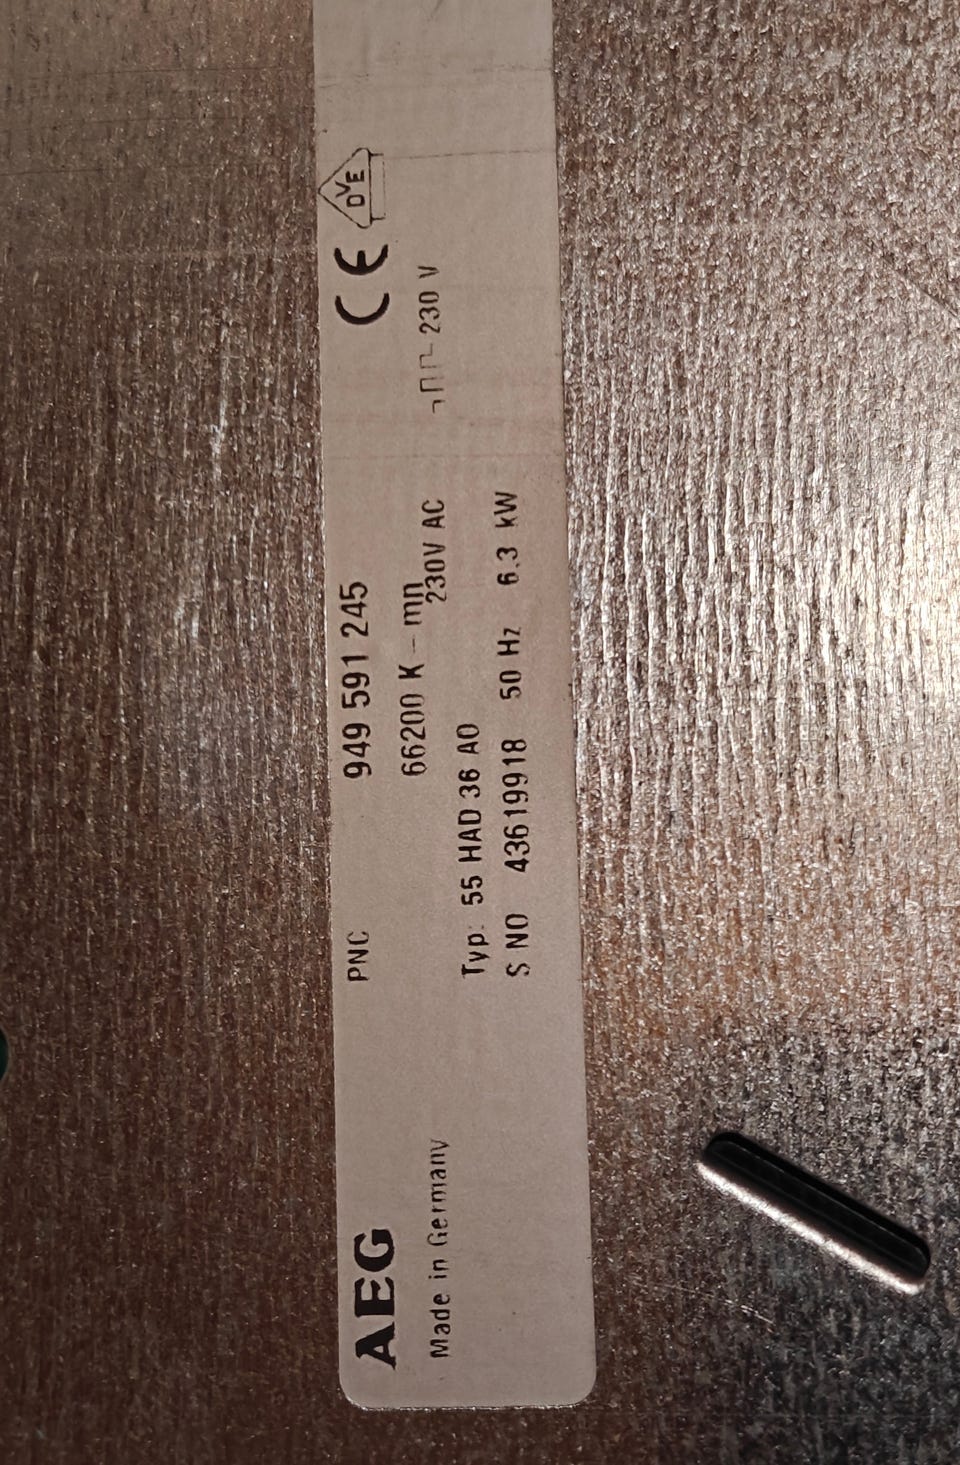 AEG
Made in Germany
PNC 949 591 245
66200 K - mn
230V AC 230 V
Typ: 55 HAD 36 AO
S NO 43619918 50 Hz 6.3 kW
CE
DVE